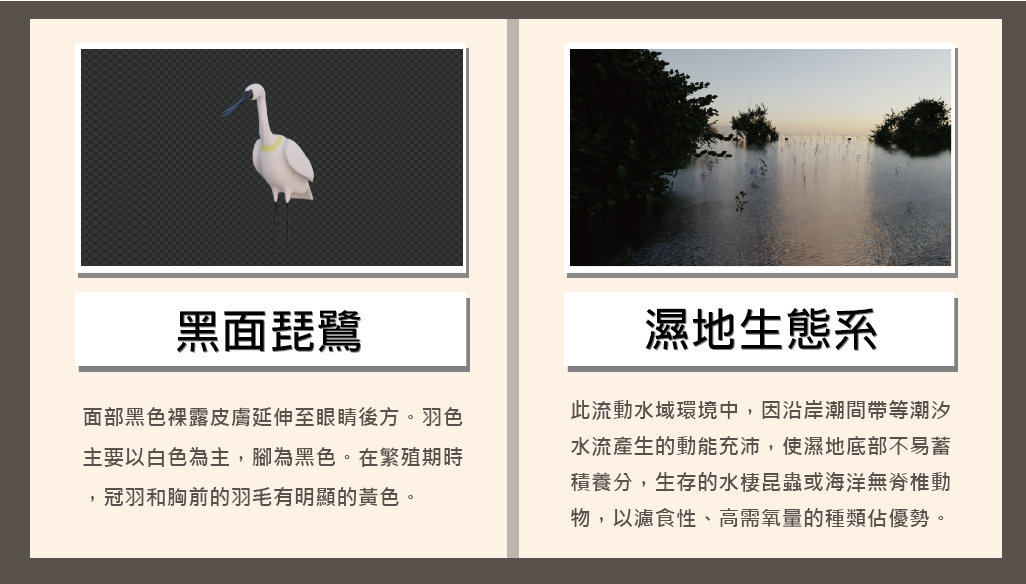 黑面琵鷺
面部黑色裸露皮膚延伸至眼睛後方。羽色
主要以白色為主，腳為黑色。在繁殖期時
，冠羽和胸前的羽毛有明顯的黃色。
濕地生態系
此流動水域環境中，因沿岸潮間帶等潮汐
水流產生的動能充沛，使濕地底部不易蓄
積養分，生存的水棲昆蟲或海洋無脊椎動
物，以濾食性、高需氧量的種類佔優勢。